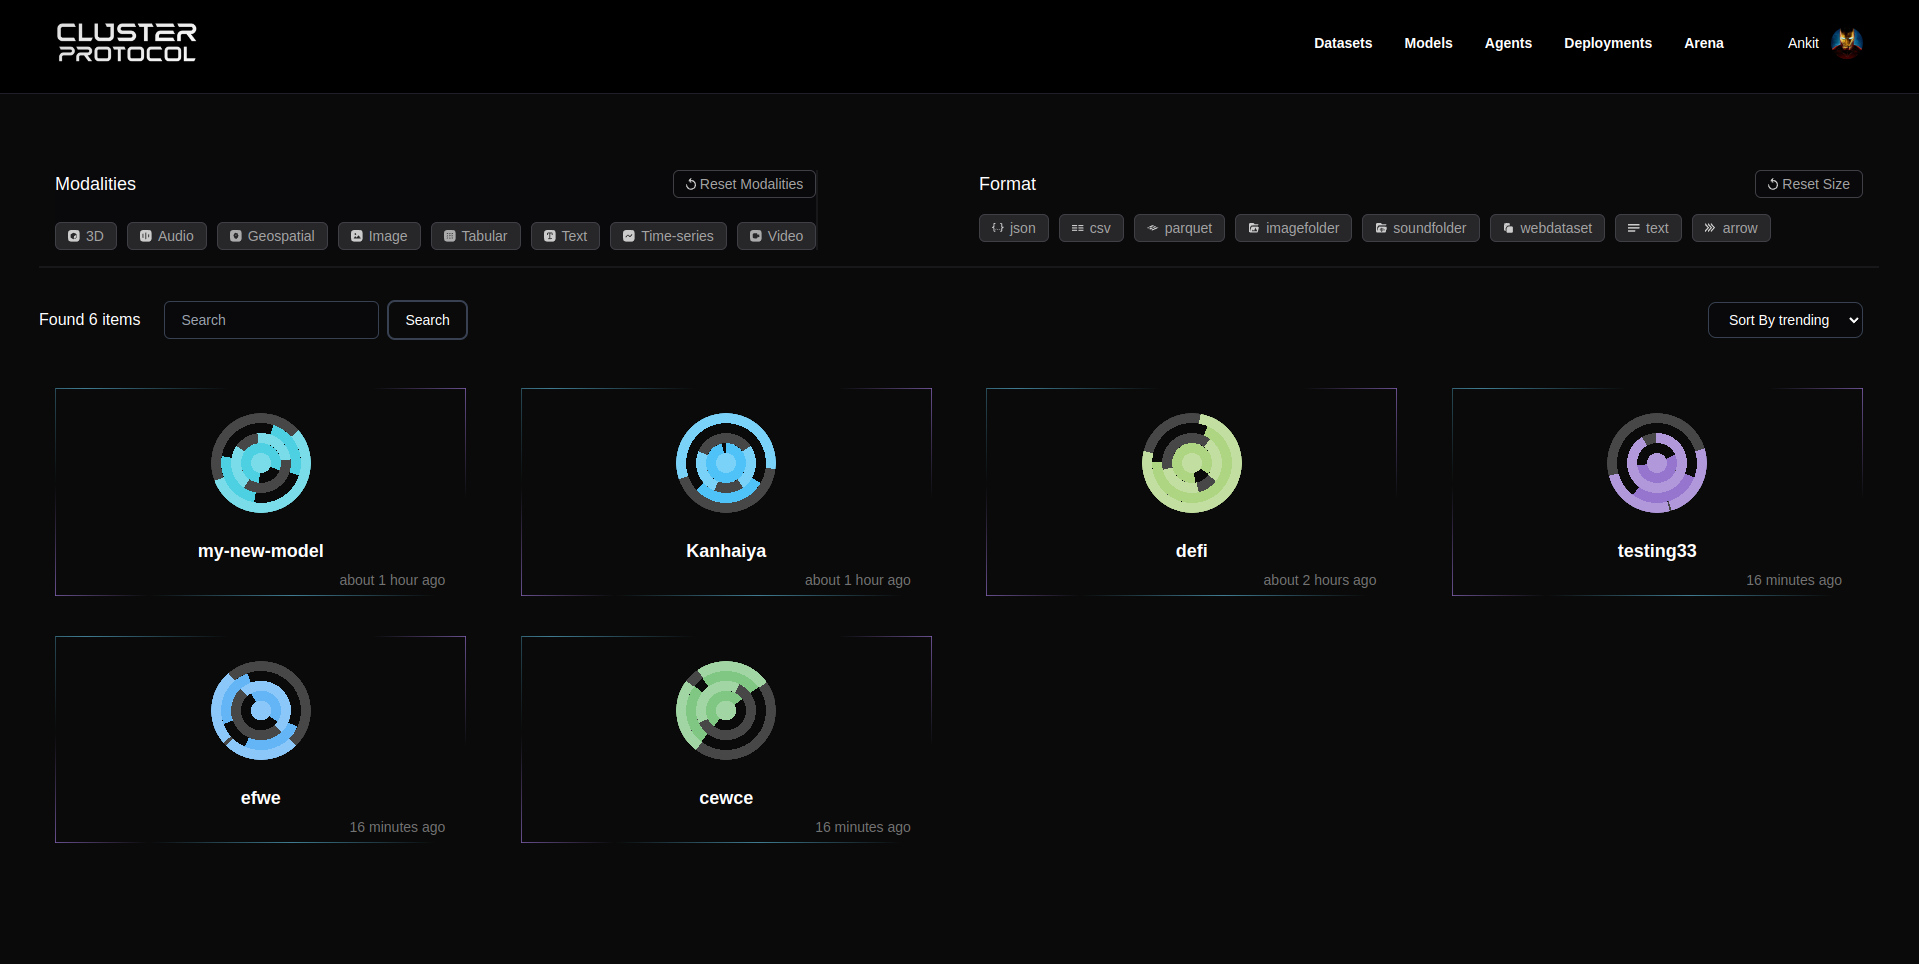 CLUSTER
PROTOCOL
Datasets Models Agents Deployments Arena Ankit
Modalities Reset Modalities
3D Audio Geospatial Image Tabular Text Time-series Video
Format Reset Size
json csv parquet imagefolder soundfolder webdataset text arrow
Found 6 items Search Search Sort By trending
my-new-model
about 1 hour ago
Kanhaiya
about 1 hour ago
defi
about 2 hours ago
testing33
16 minutes ago
efwe
16 minutes ago
cewce
16 minutes ago